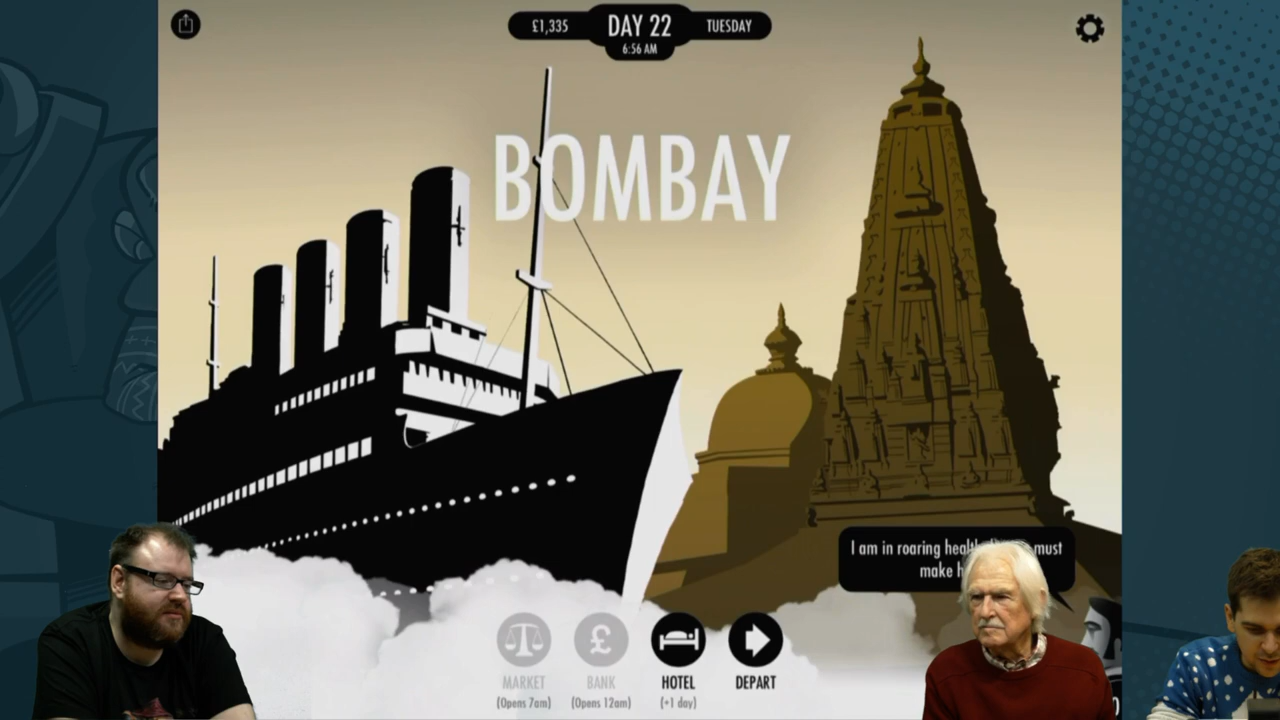 £1,335
DAY 22
TUESDAY
6:56 AM
BOMBAY
I am in roaring must
make
MARKET
BANK
HOTEL
DEPART
(Opens 7am)
(Opens 12am)
(+1 day)